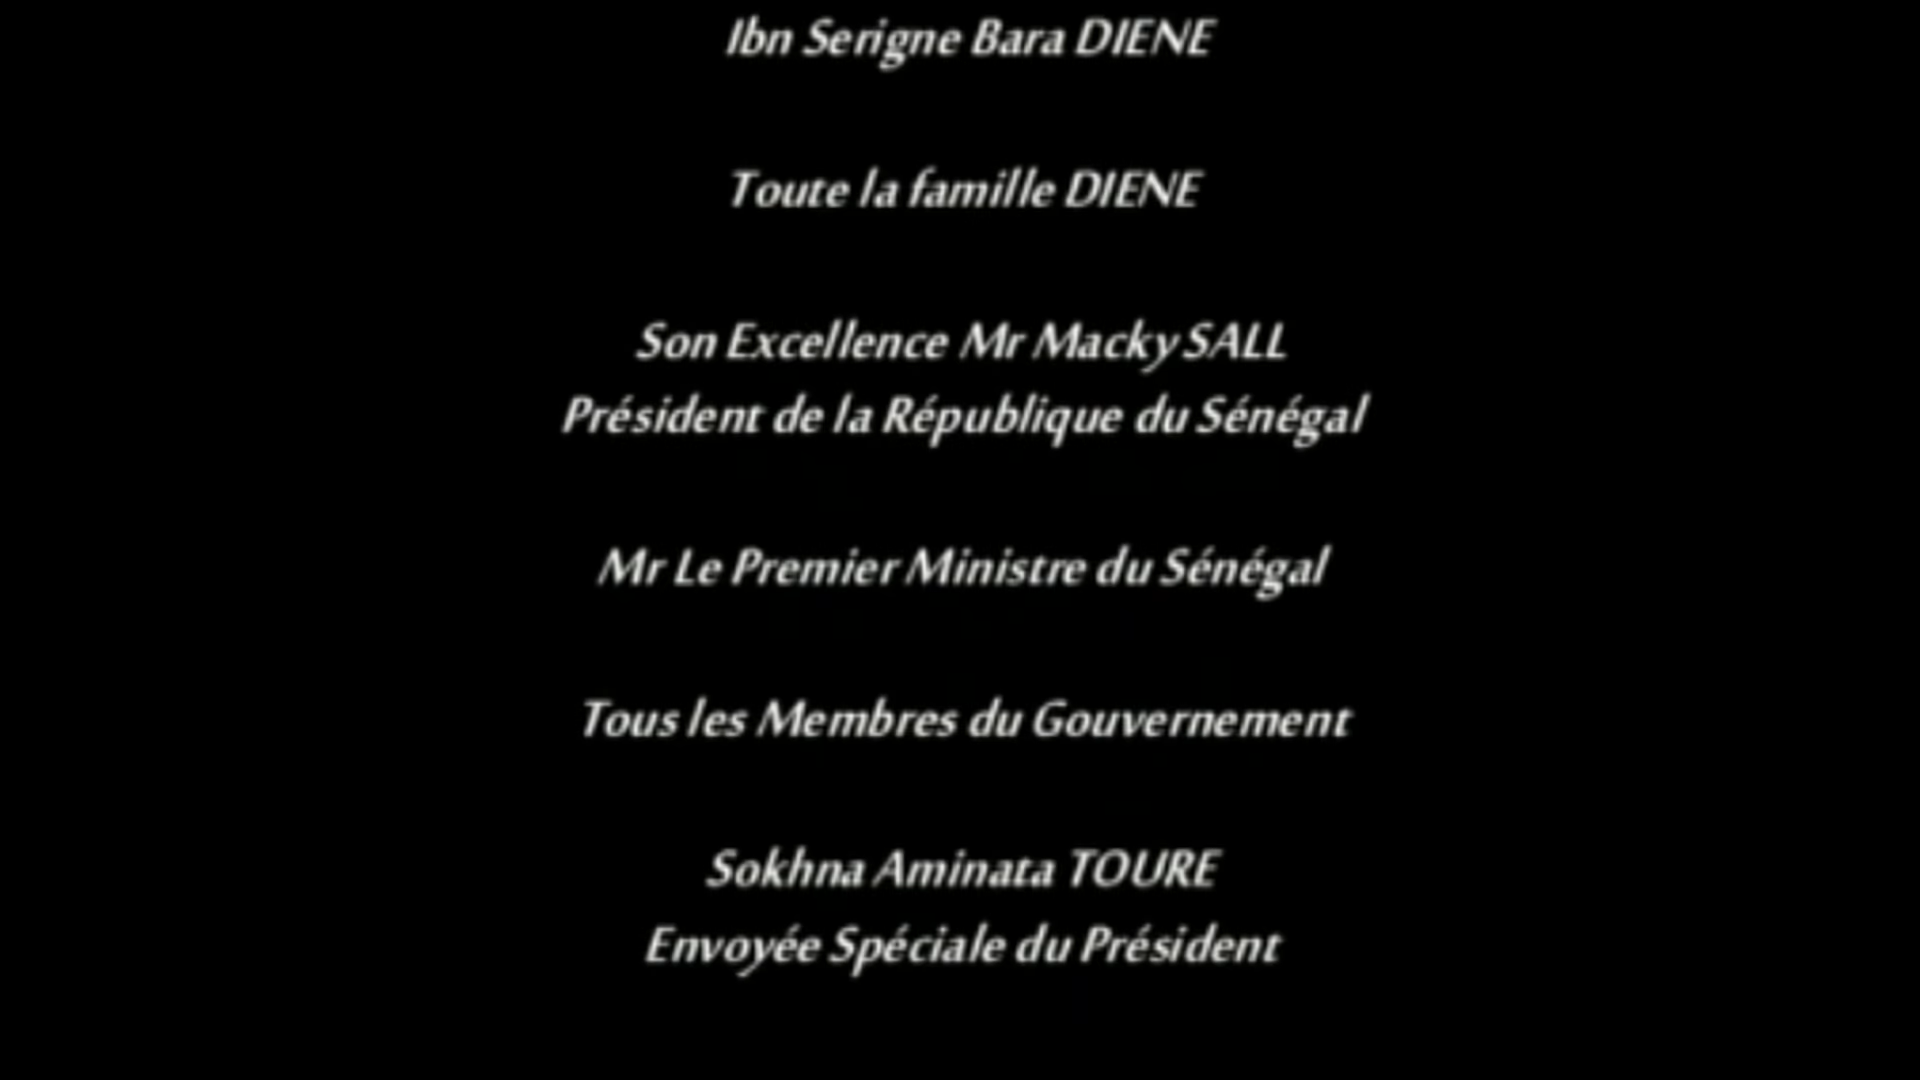 Ibn Serigne Bara DIENE
Toute la famille DIENE
Son Excellence Mr Macky SALL
Président de la République du Sénégal
Mr Le Premier Ministre du Sénégal
Tous les Membres du Gouvernement
Sokhna Aminata TOURE
Envoyée Spéciale du Président